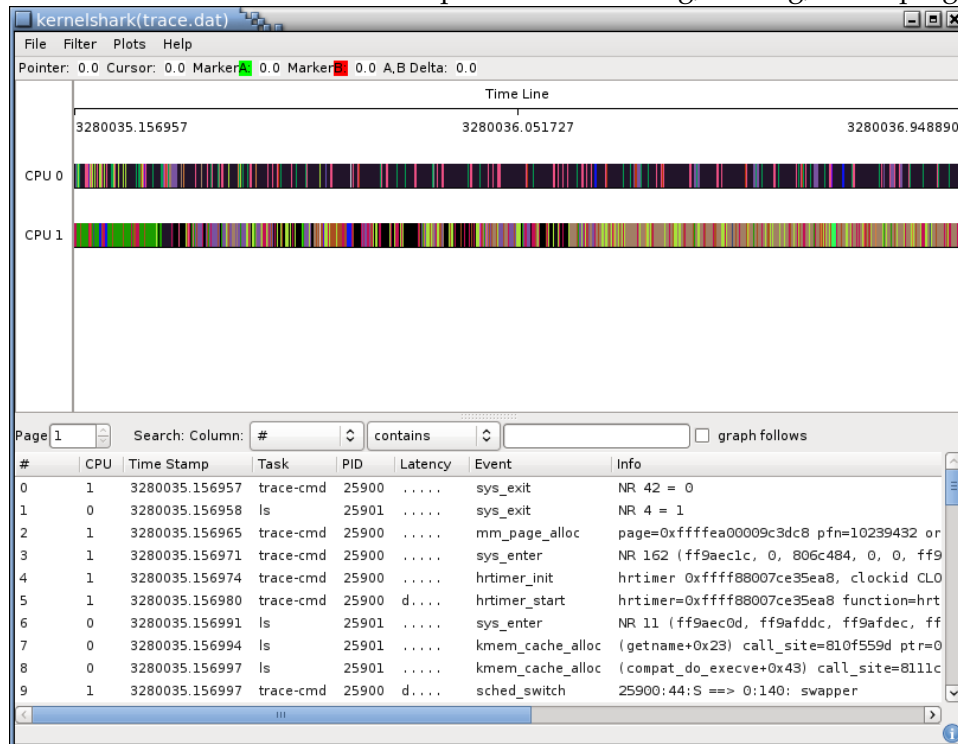 kernelshark(trace.dat)
File Filter Plots Help
Pointer: 0.0 Cursor: 0.0 MarkerA: 0.0 MarkerB: 0.0 A,B Delta: 0.0
Time Line
3280035.156957 3280036.051727 3280036.948890
CPU 0
CPU 1
Page 1 Search: Column: # contains graph follows
# CPU Time Stamp Task PID Latency Event Info
0 1 3280035.156957 trace-cmd 25900 ..... sys_exit NR 42 = 0
1 0 3280035.156958 ls 25901 ..... sys_exit NR 4 = 1
2 1 3280035.156965 trace-cmd 25900 ..... mm_page_alloc page=0xffffea00009c3dc8 pfn=10239432 or
3 1 3280035.156971 trace-cmd 25900 ..... sys_enter NR 162 (ff9aec1c, 0, 806c484, 0, 0, ff9
4 1 3280035.156974 trace-cmd 25900 ..... hrtimer_init hrtimer 0xffff88007ce35ea8, clockid CLO
5 1 3280035.156980 trace-cmd 25900 d.... hrtimer_start hrtimer=0xffff88007ce35ea8 function=hrt
6 0 3280035.156991 ls 25901 ..... sys_enter NR 11 (ff9aec0d, ff9afddc, ff9afdec, ff
7 0 3280035.156994 ls 25901 ..... kmem_cache_alloc (getname+0x23) call_site=810f559d ptr=0
8 0 3280035.156997 ls 25901 ..... kmem_cache_alloc (compat_do_execve+0x43) call_site=8111c
9 1 3280035.156997 trace-cmd 25900 d.... sched_switch 25900:44:S ==> 0:140: swapper